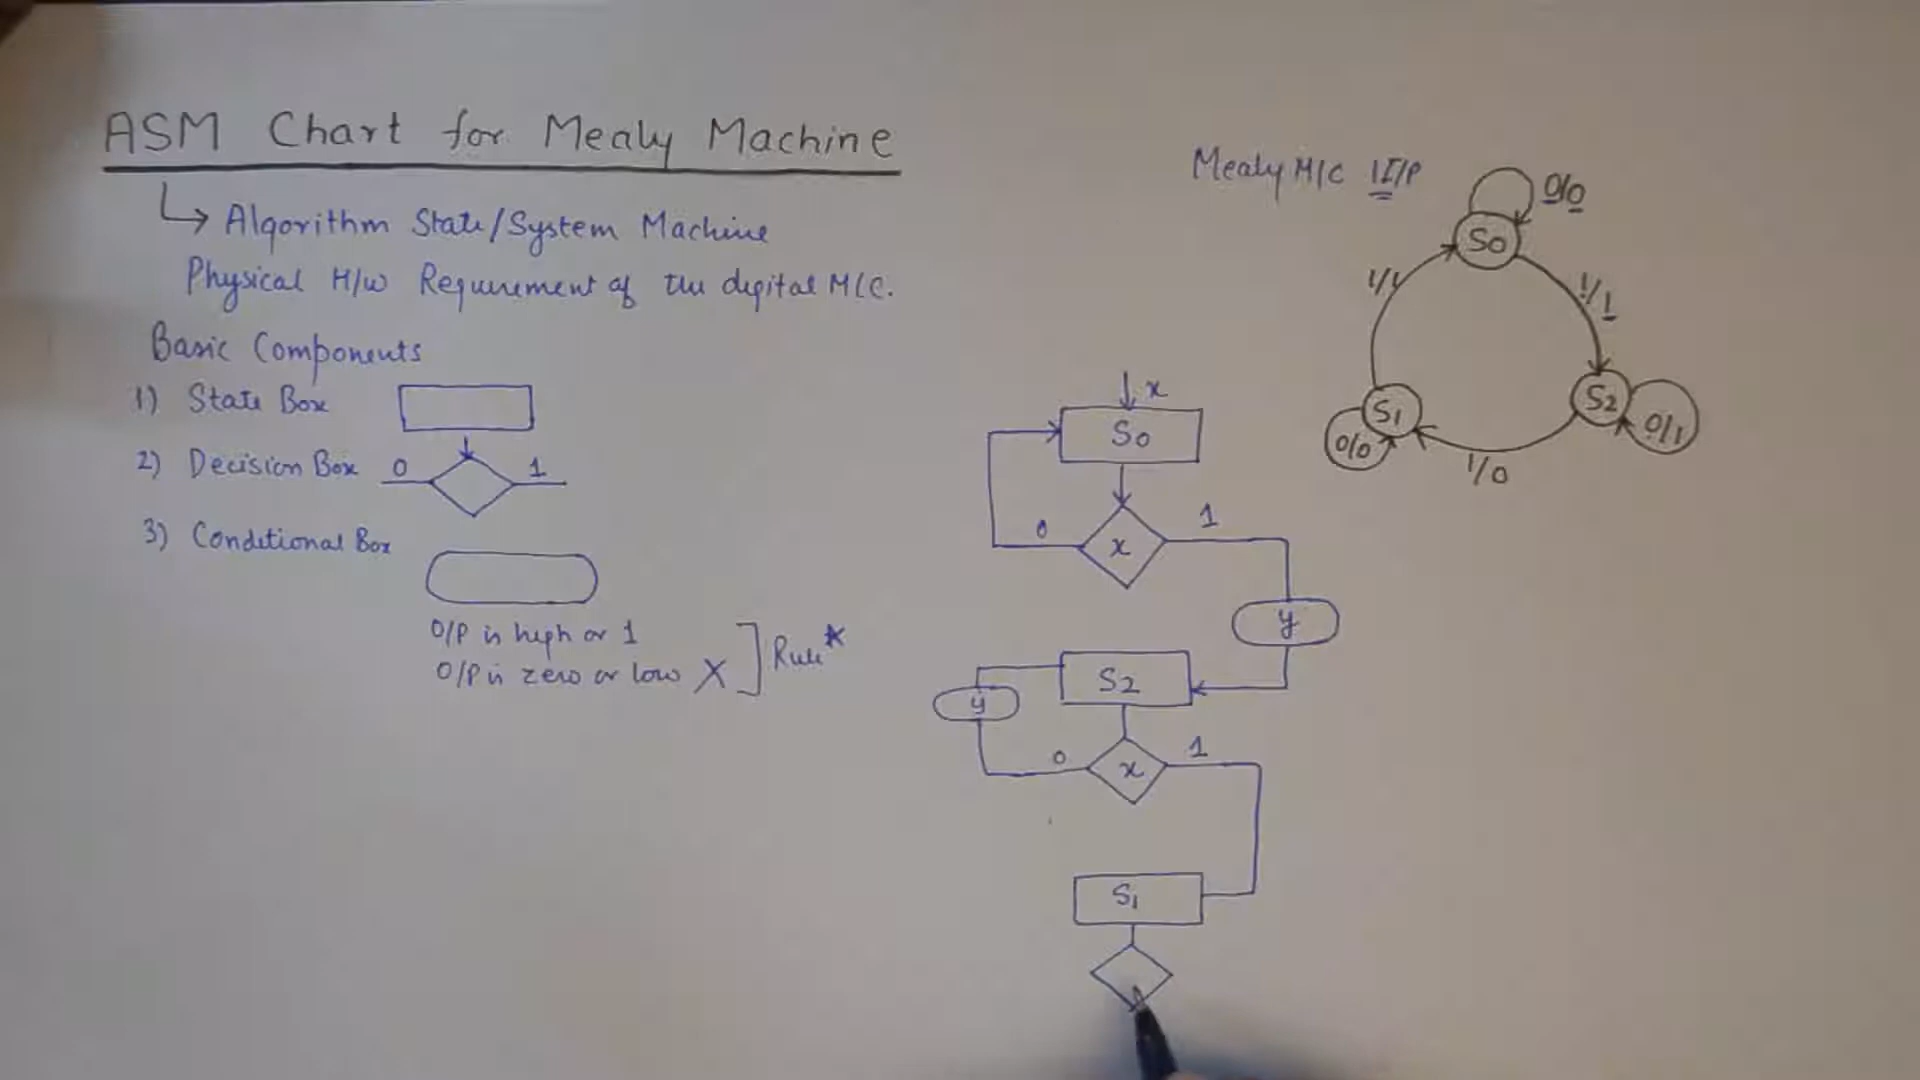 ASM Chart for Mealy Machine
Algorithm State/System Machine
Physical H/w Requirement of the digital M/C.
Basic Components
1) State Box
2) Decision Box 0 1
3) Conditional Box
O/P is high or 1
O/P is zero or low X
Rule*
x
S0
0 x 1
y
S2
y
0 x 1
S1
Mealy M/C 1I/P
0/0
S0
1/1
1/1
S1
S2
0/0
0/1
1/0